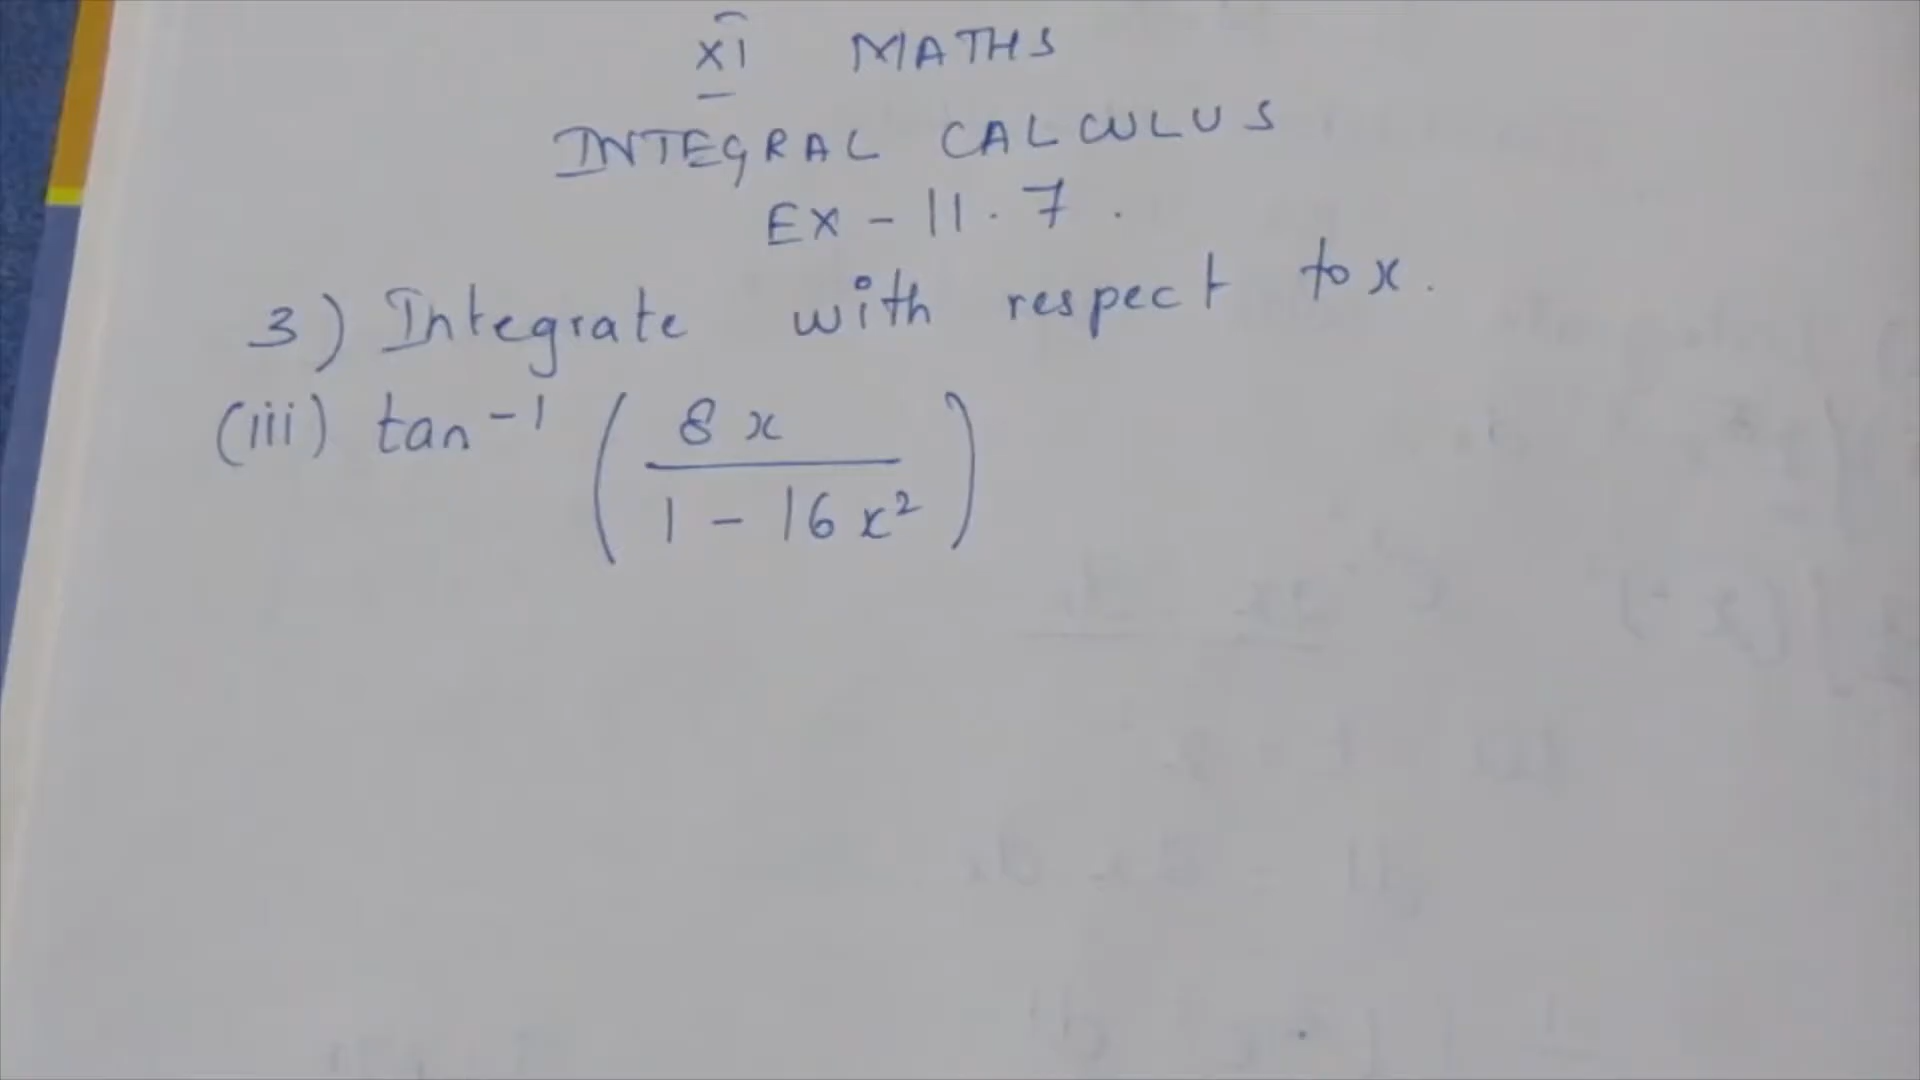 XI MATHS
INTEGRAL CALCULUS
EX - 11.7.
3) Integrate with respect to x.
(iii) tan⁻¹ ( 8x / 1 - 16x² )